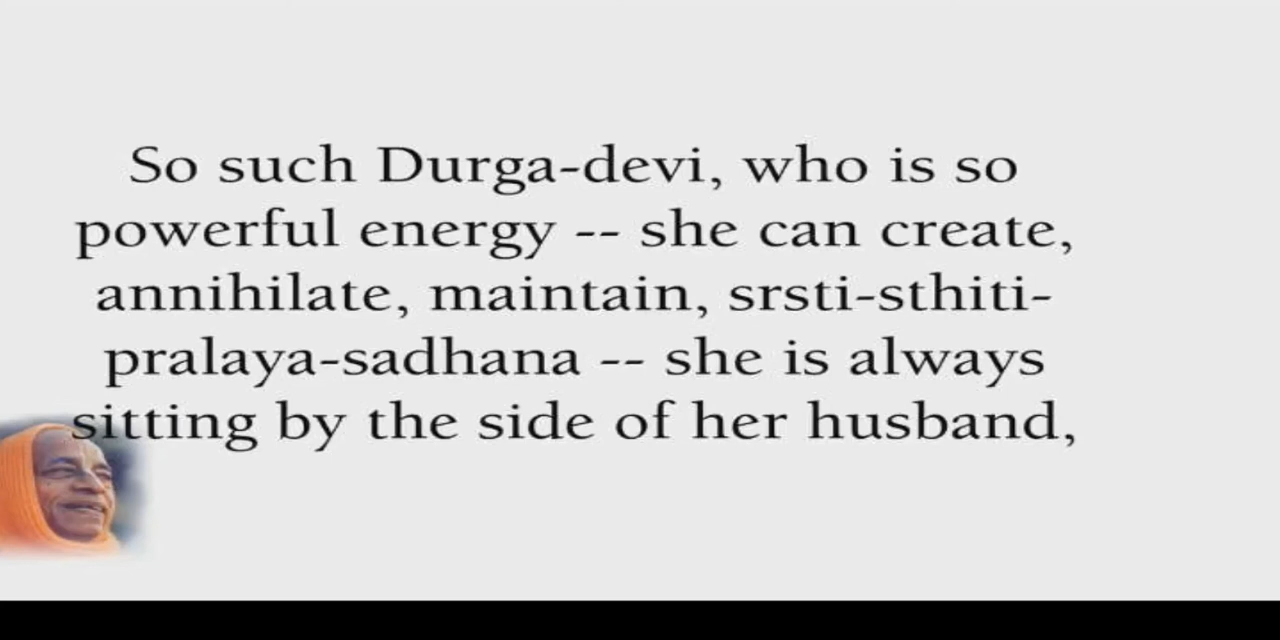 So such Durga-devi, who is so
powerful energy -- she can create,
annihilate, maintain, srsti-sthiti-
pralaya-sadhana -- she is always
sitting by the side of her husband,